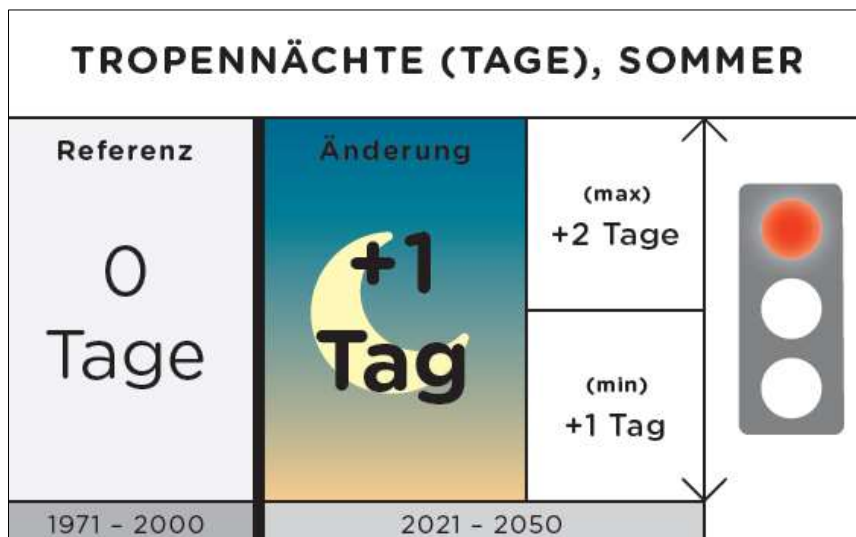 TROPENNÄCHTE (TAGE), SOMMER
Referenz
0
Tage
1971 – 2000
Änderung
+1
Tag
(max)
+2 Tage
(min)
+1 Tag
2021 – 2050